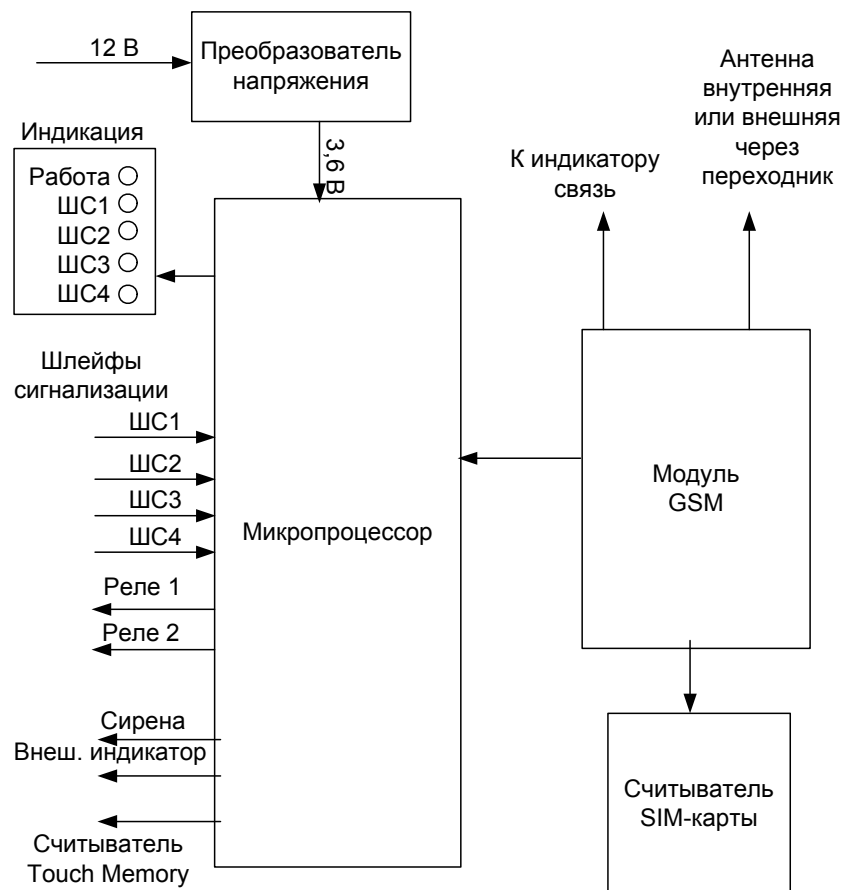 12 В
Преобразователь
напряжения
3,6 В
Индикация
Работа
ШС1
ШС2
ШС3
ШС4
Шлейфы
сигнализации
ШС1
ШС2
ШС3
ШС4
Реле 1
Реле 2
Сирена
Внеш. индикатор
Считыватель
Touch Memory
Микропроцессор
К индикатору
связь
Антенна
внутренняя
или внешняя
через
переходник
Модуль
GSM
Считыватель
SIM-карты